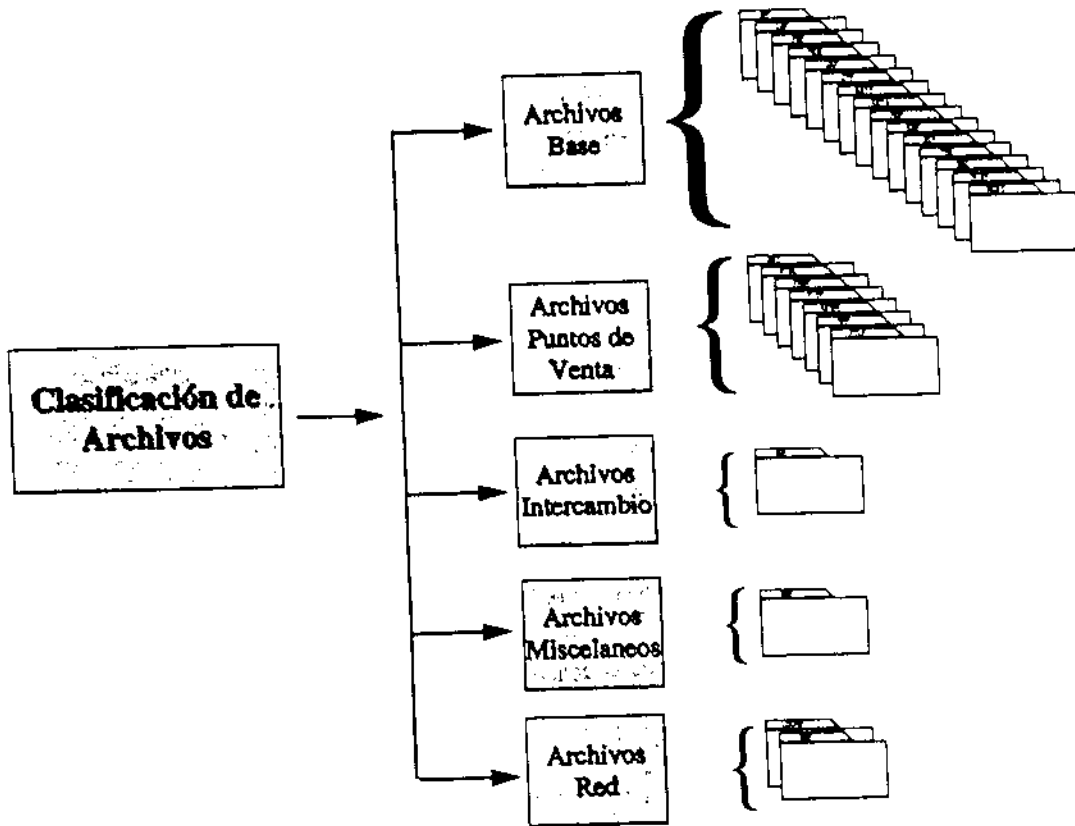 Archivos
Base
Archivos
Puntos de
Venta
Clasificación de
Archivos
Archivos
Intercambio
Archivos
Miscelaneos
Archivos
Red